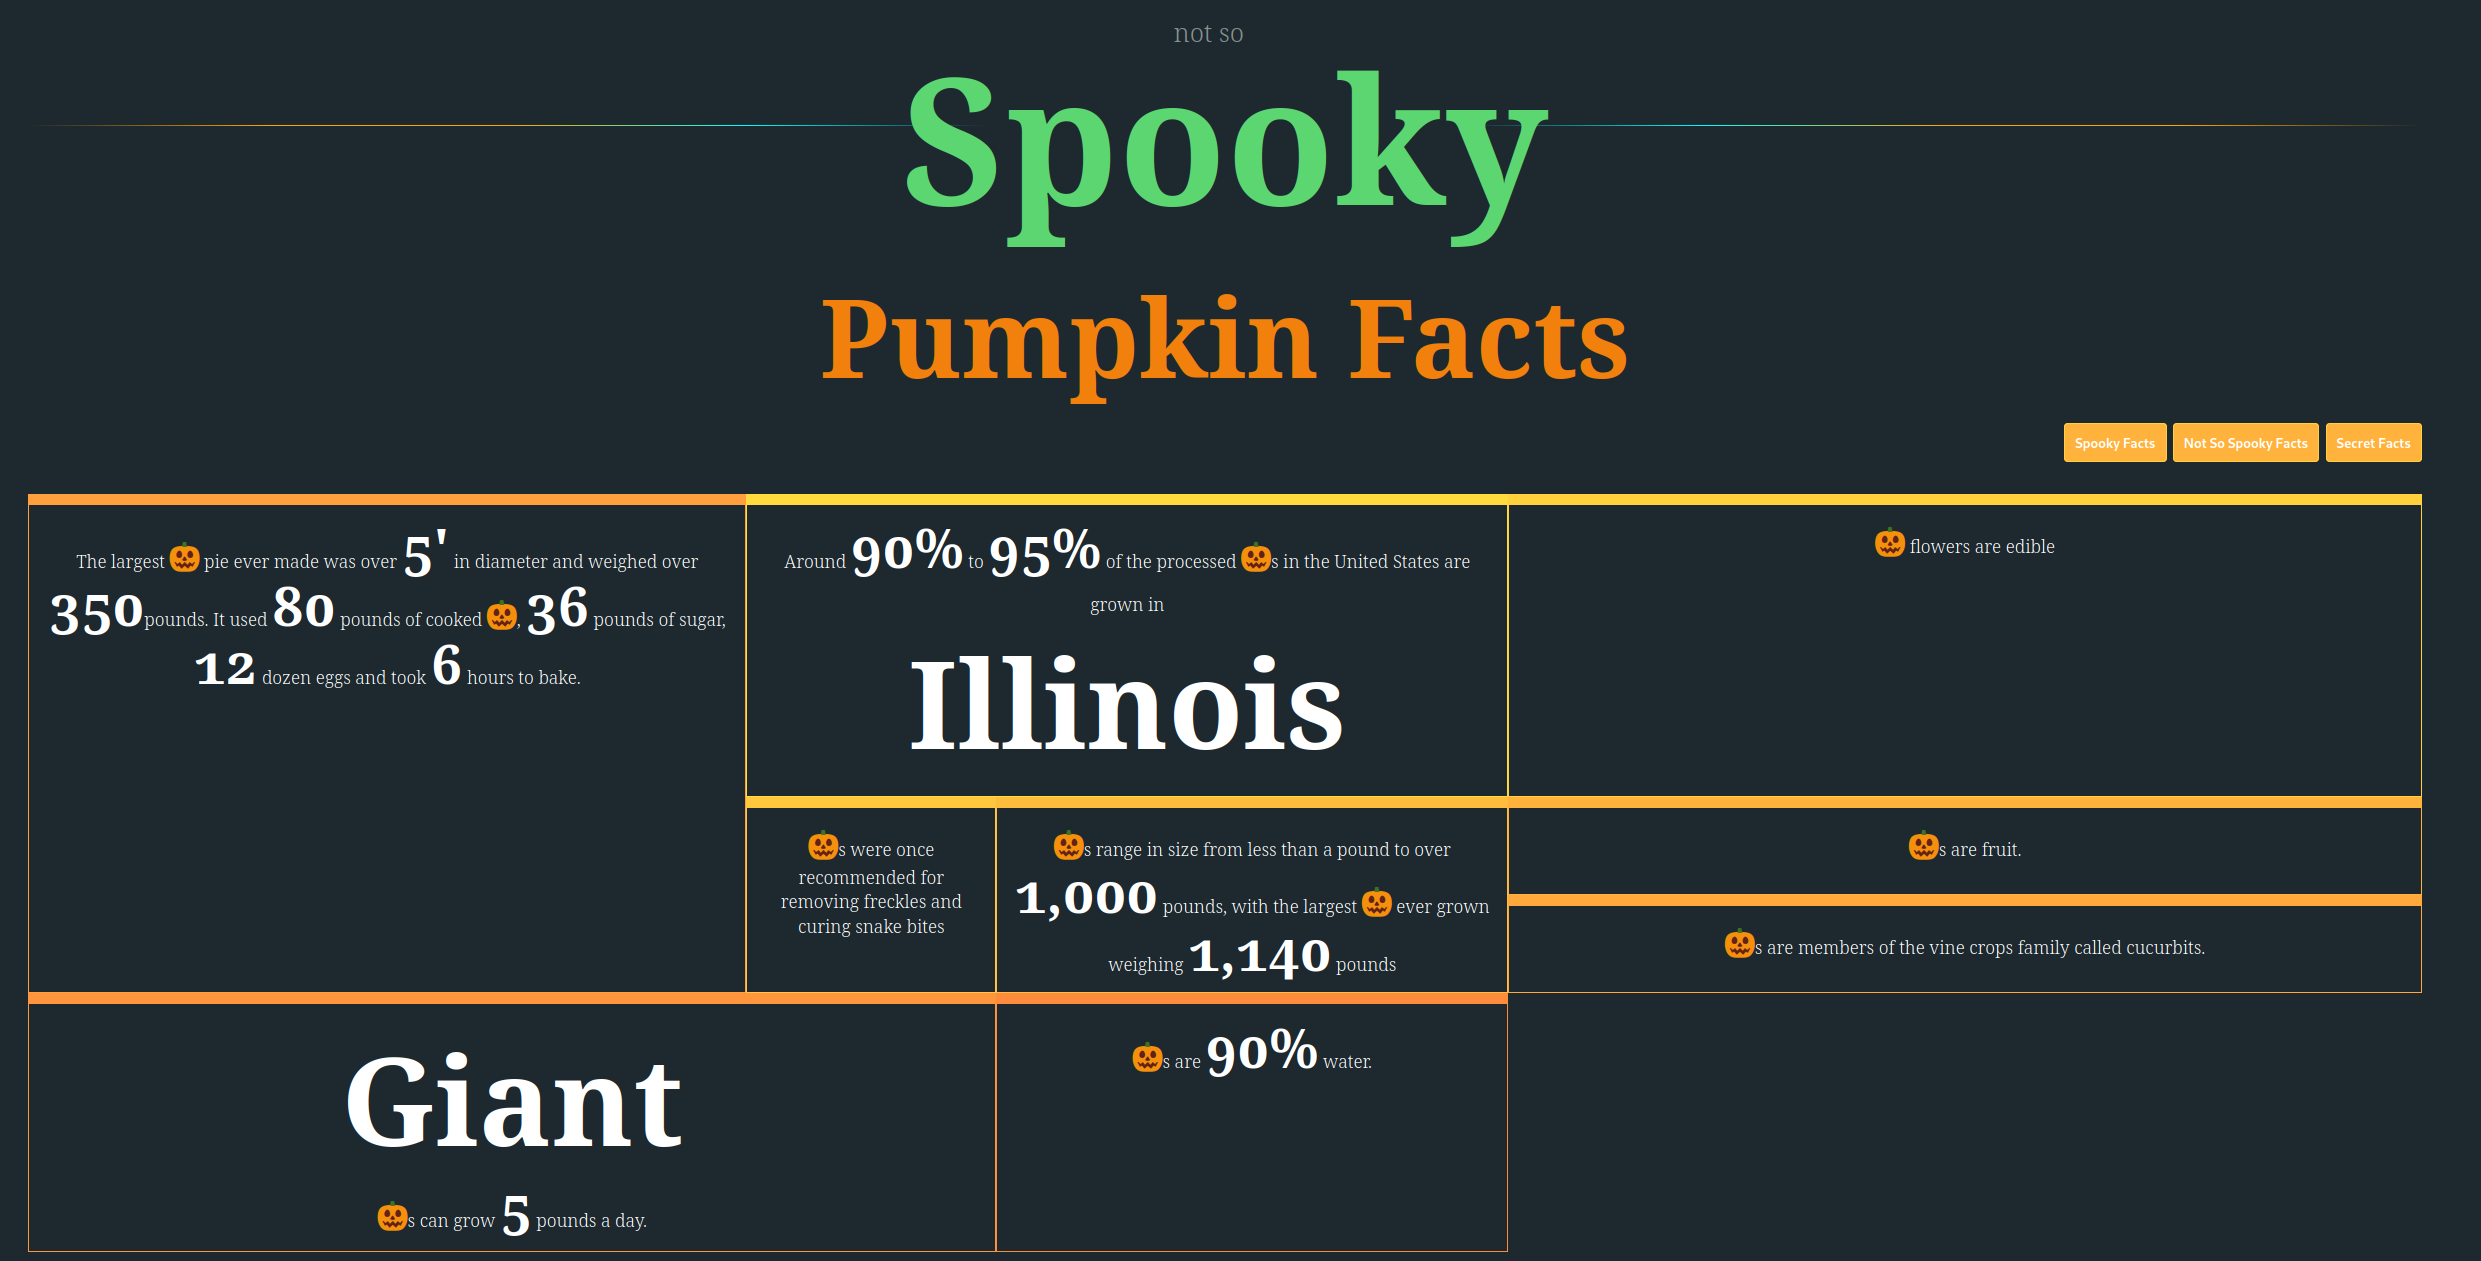 not so
Spooky
Pumpkin Facts
Spooky Facts
Not So Spooky Facts
Secret Facts
The largest 🎃 pie ever made was over 5' in diameter and weighed over
350pounds. It used 80 pounds of cooked 🎃, 36 pounds of sugar,
12 dozen eggs and took 6 hours to bake.
Around 90% to 95% of the processed 🎃s in the United States are
grown in
Illinois
🎃 flowers are edible
🎃s were once
recommended for
removing freckles and
curing snake bites
🎃s range in size from less than a pound to over
1,000 pounds, with the largest 🎃 ever grown
weighing 1,140 pounds
🎃s are fruit.
🎃s are members of the vine crops family called cucurbits.
Giant
🎃s can grow 5 pounds a day.
🎃s are 90% water.